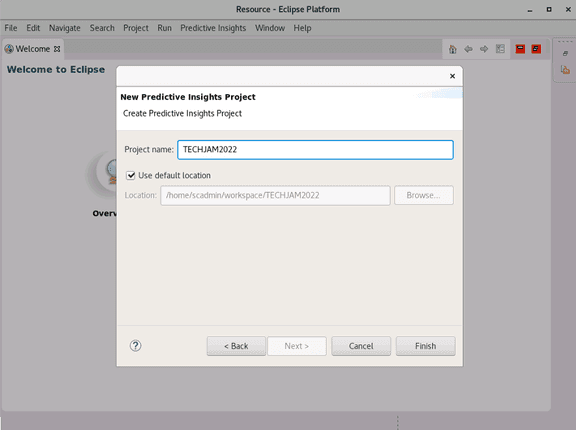 Resource - Eclipse Platform
File Edit Navigate Search Project Run Predictive Insights Window Help
Welcome
Welcome to Eclipse
New Predictive Insights Project
Create Predictive Insights Project
Project name: TECHJAM2022
Use default location
Location: /home/scadmin/workspace/TECHJAM2022 Browse...
Overv
< Back Next > Cancel Finish